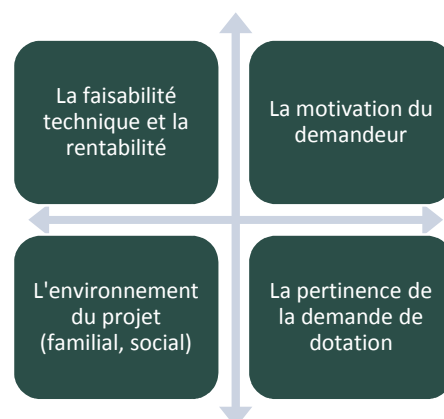 La faisabilité
technique et la
rentabilité
La motivation du
demandeur
L'environnement
du projet
(familial, social)
La pertinence de
la demande de
dotation